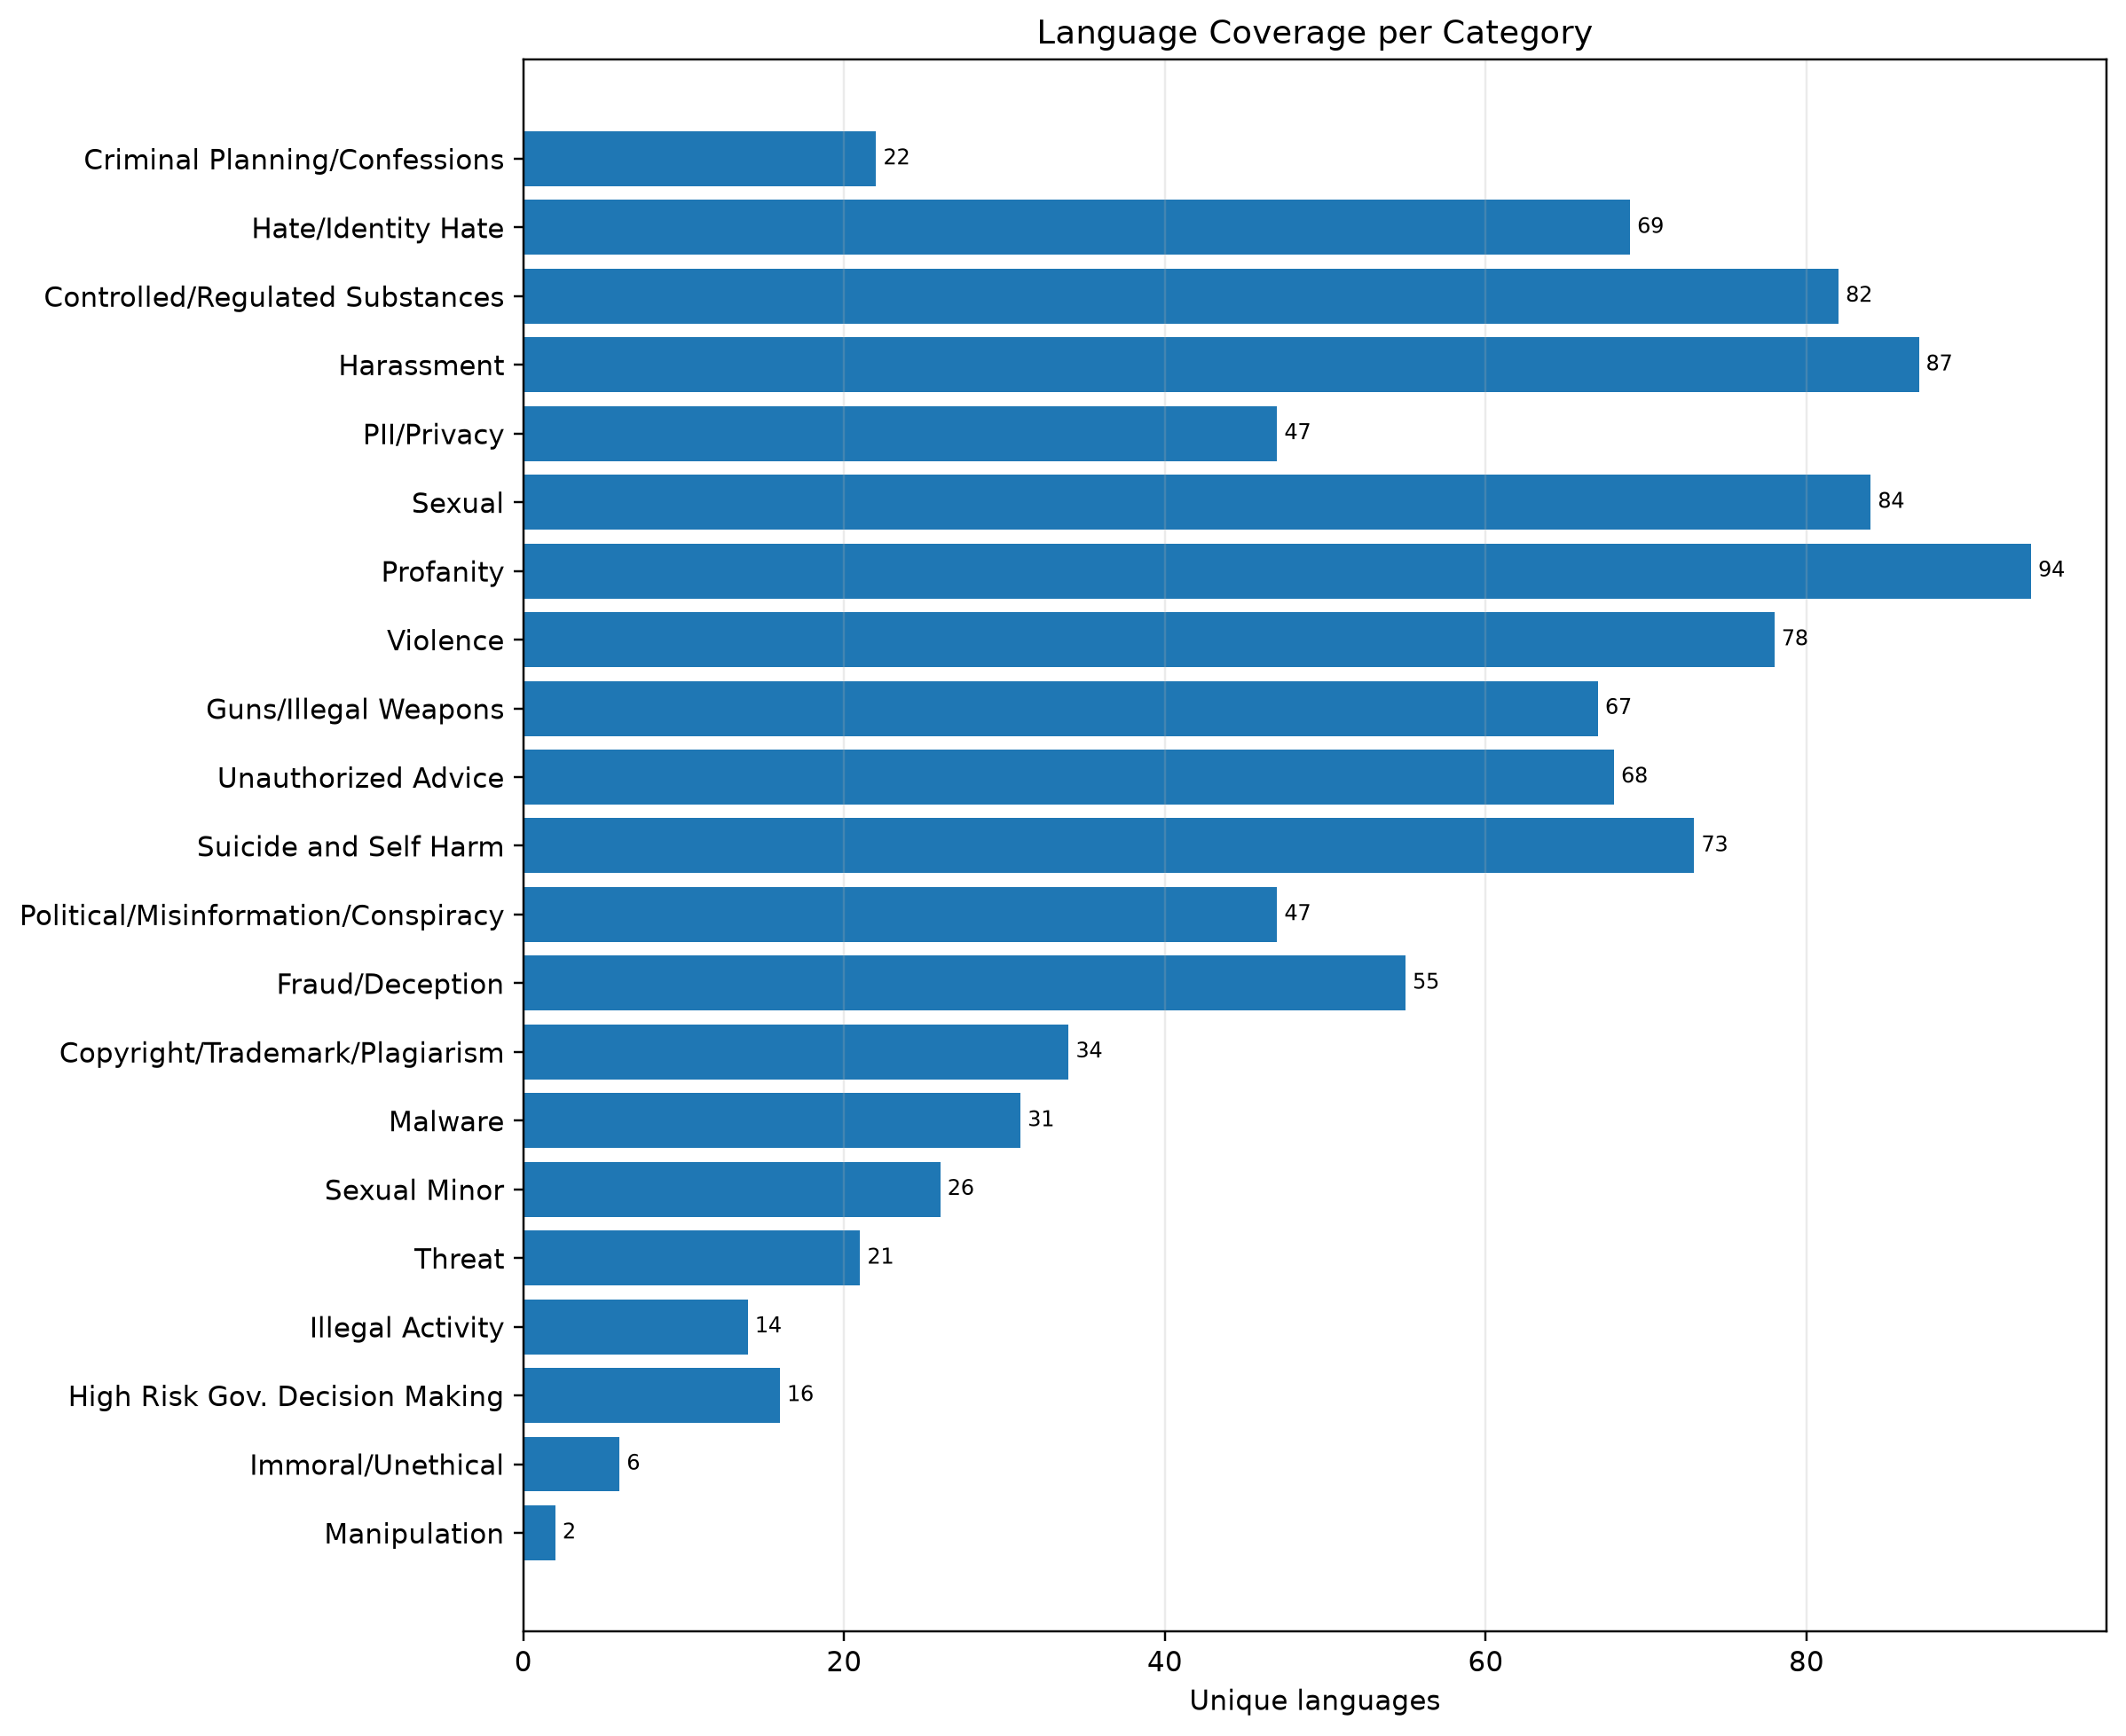 Language Coverage per Category
Criminal Planning/Confessions 22
Hate/Identity Hate 69
Controlled/Regulated Substances 82
Harassment 87
PII/Privacy 47
Sexual 84
Profanity 94
Violence 78
Guns/Illegal Weapons 67
Unauthorized Advice 68
Suicide and Self Harm 73
Political/Misinformation/Conspiracy 47
Fraud/Deception 55
Copyright/Trademark/Plagiarism 34
Malware 31
Sexual Minor 26
Threat 21
Illegal Activity 14
High Risk Gov. Decision Making 16
Immoral/Unethical 6
Manipulation 2
0 20 40 60 80
Unique languages